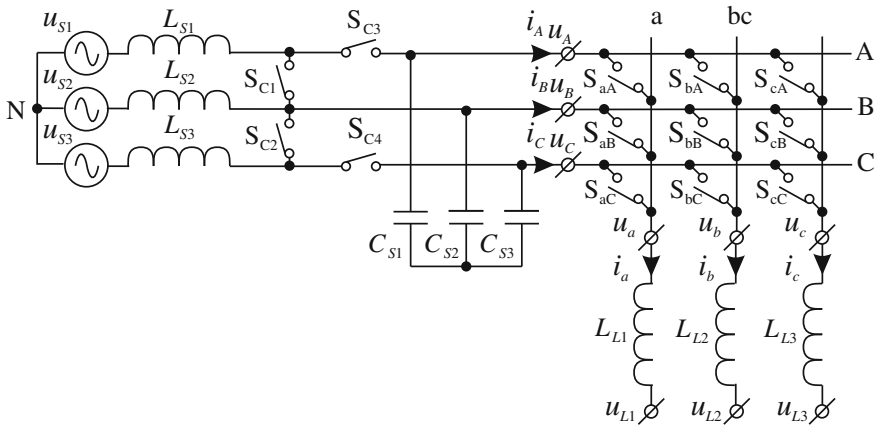 u_S1 L_S1 S_C3 i_A u_A a bc
A
u_S2 L_S2 S_C1 i_B u_B S_aA S_bA S_cA
N B
u_S3 L_S3 S_C2 S_C4 i_C u_C S_aB S_bB S_cB
C
S_aC S_bC S_cC
C_S1 C_S2 C_S3 u_a u_b u_c
i_a i_b i_c
L_L1 L_L2 L_L3
u_L1 u_L2 u_L3